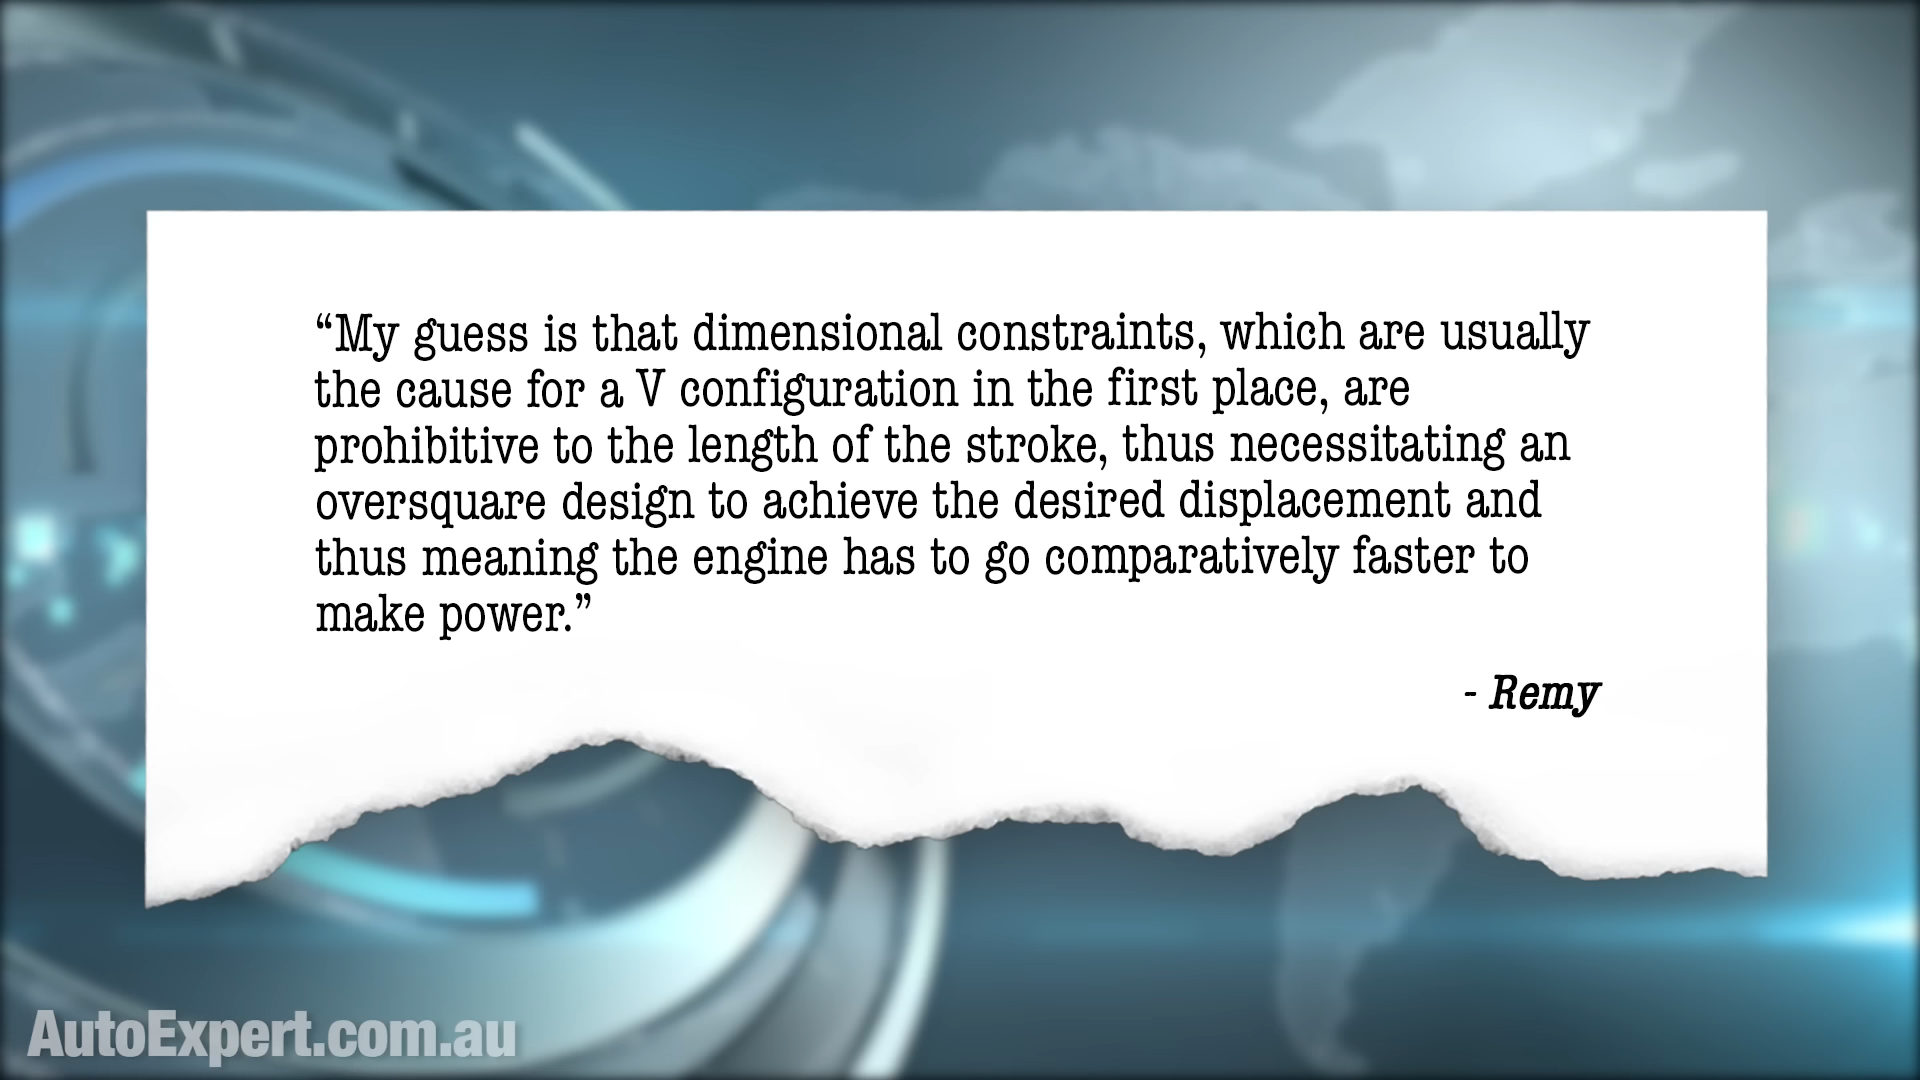 “My guess is that dimensional constraints, which are usually
the cause for a V configuration in the first place, are
prohibitive to the length of the stroke, thus necessitating an
oversquare design to achieve the desired displacement and
thus meaning the engine has to go comparatively faster to
make power.”
- Remy
AutoExpert.com.au